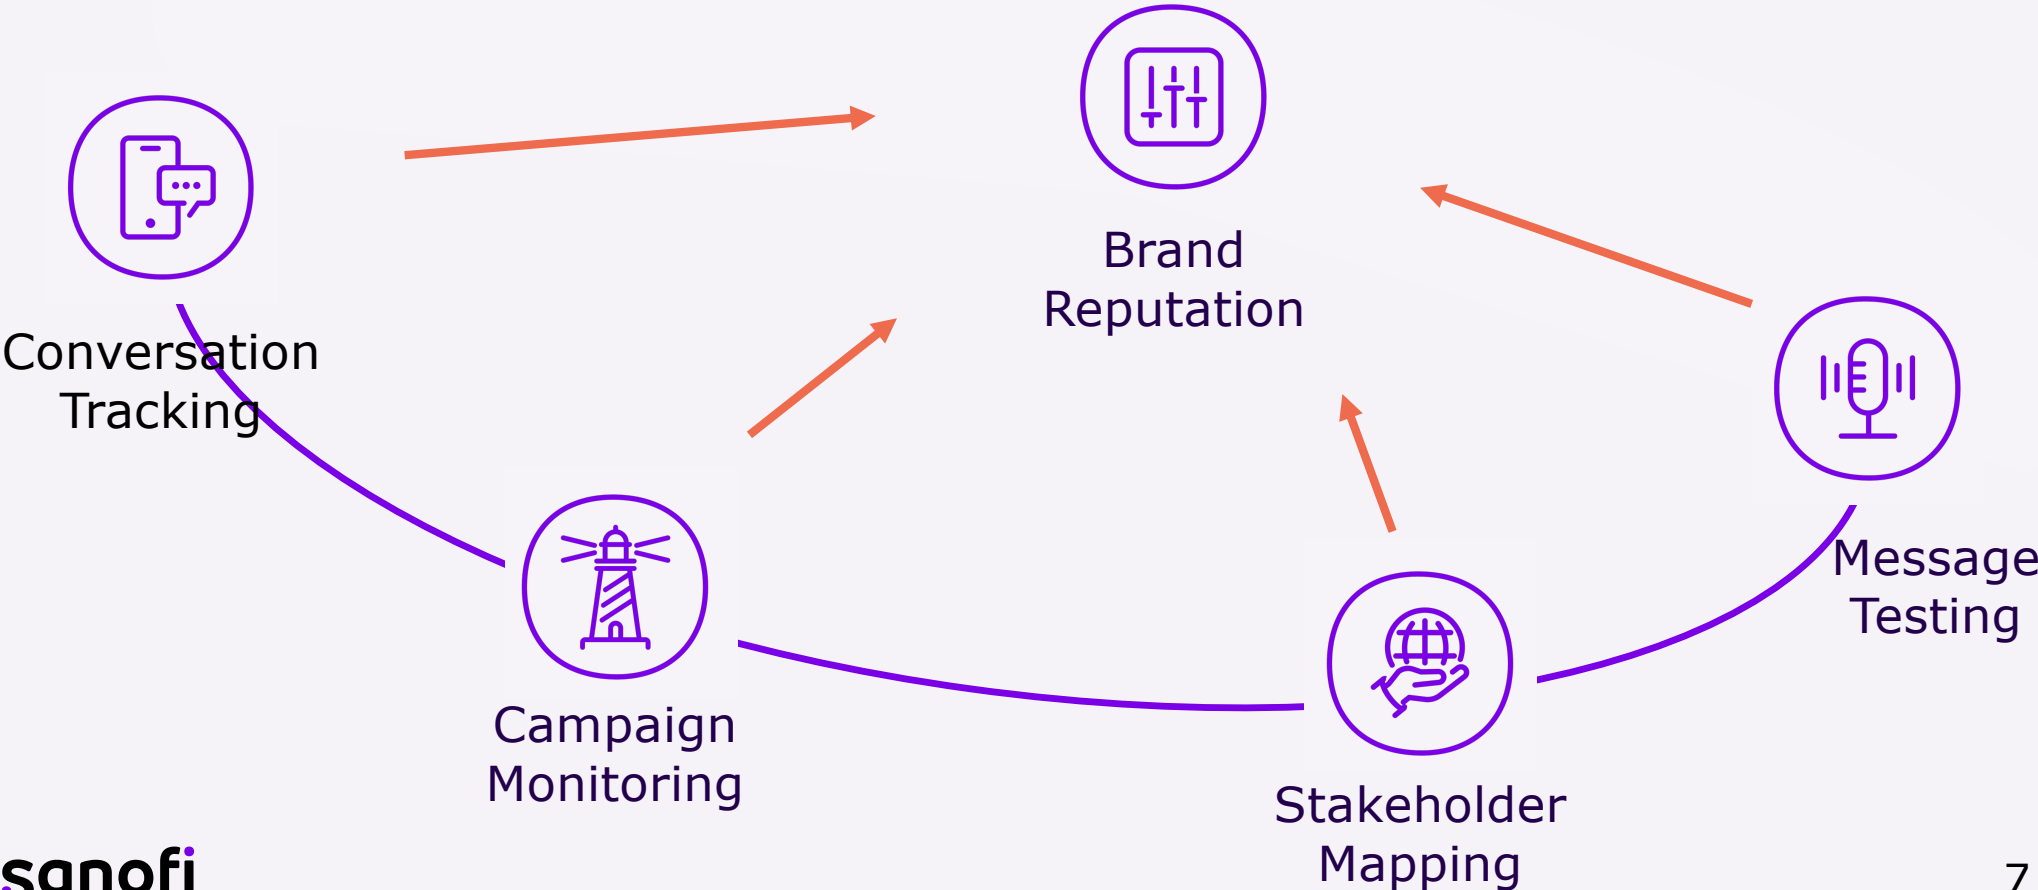 Brand
Reputation
Conversation
Tracking
Message
Testing
Campaign
Monitoring
Stakeholder
Mapping
sanofi
7